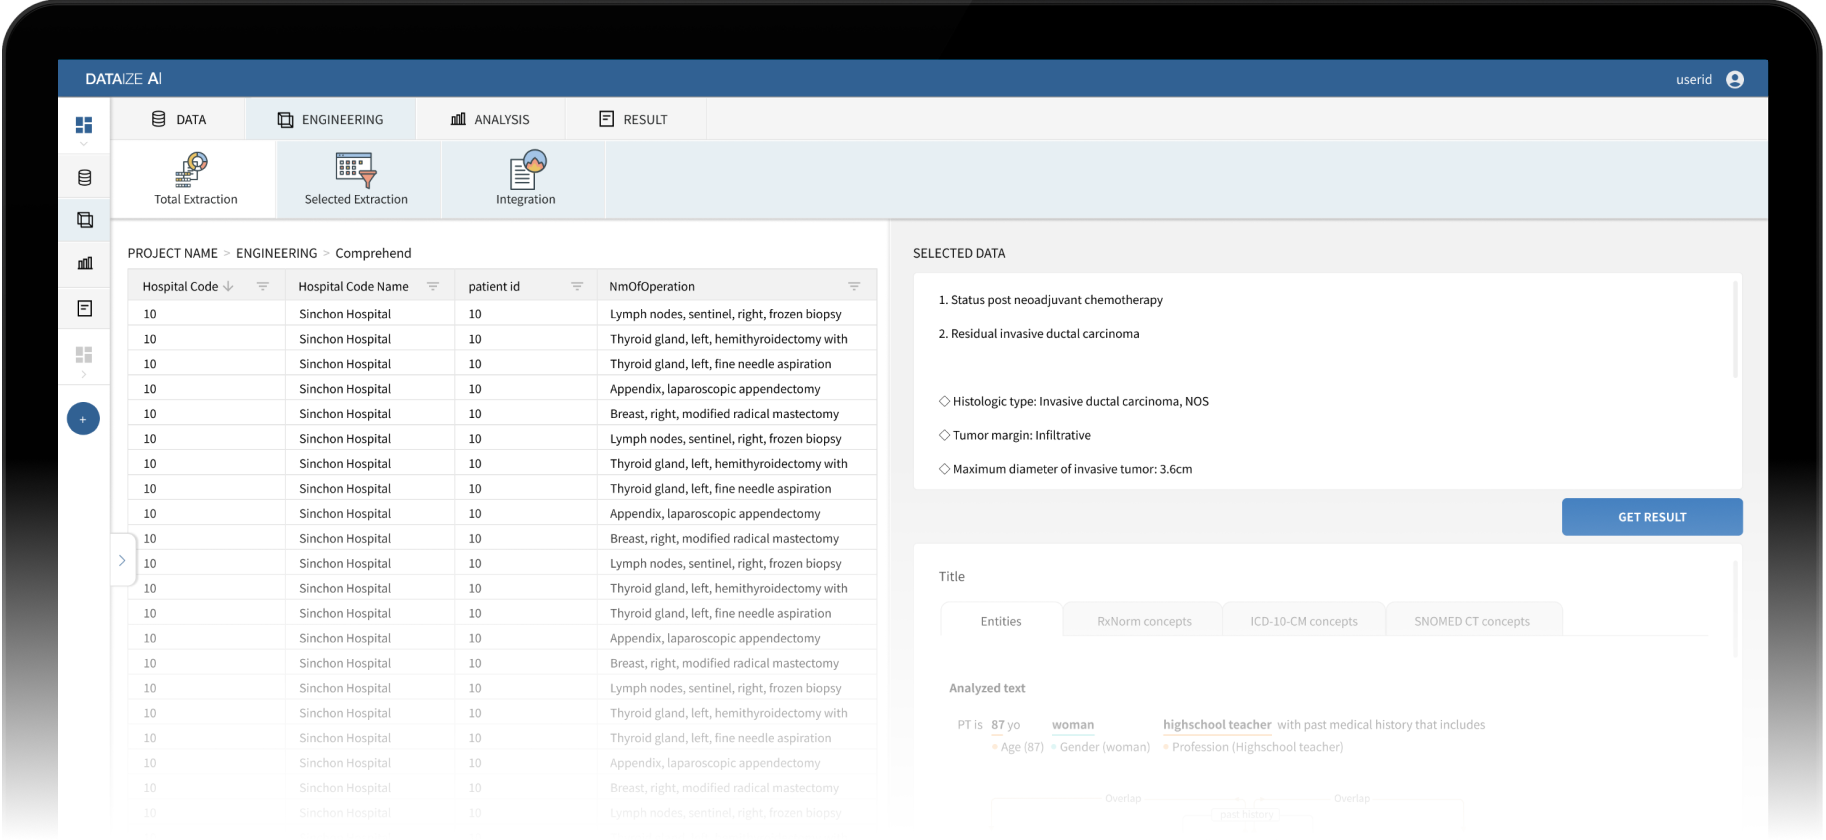 DATAIZE AI
userid
DATA
ENGINEERING
ANALYSIS
RESULT
Total Extraction
Selected Extraction
Integration
PROJECT NAME > ENGINEERING > Comprehend
Hospital Code Hospital Code Name patient id NmOfOperation
10 Sinchon Hospital 10 Lymph nodes, sentinel, right, frozen biopsy
10 Sinchon Hospital 10 Thyroid gland, left, hemithyroidectomy with
10 Sinchon Hospital 10 Thyroid gland, left, fine needle aspiration
10 Sinchon Hospital 10 Appendix, laparoscopic appendectomy
10 Sinchon Hospital 10 Breast, right, modified radical mastectomy
10 Sinchon Hospital 10 Lymph nodes, sentinel, right, frozen biopsy
10 Sinchon Hospital 10 Thyroid gland, left, hemithyroidectomy with
10 Sinchon Hospital 10 Thyroid gland, left, fine needle aspiration
10 Sinchon Hospital 10 Appendix, laparoscopic appendectomy
10 Sinchon Hospital 10 Breast, right, modified radical mastectomy
10 Sinchon Hospital 10 Lymph nodes, sentinel, right, frozen biopsy
10 Sinchon Hospital 10 Thyroid gland, left, hemithyroidectomy with
10 Sinchon Hospital 10 Thyroid gland, left, fine needle aspiration
10 Sinchon Hospital 10 Appendix, laparoscopic appendectomy
10 Sinchon Hospital 10 Breast, right, modified radical mastectomy
10 Sinchon Hospital 10 Lymph nodes, sentinel, right, frozen biopsy
10 Sinchon Hospital 10 Thyroid gland, left, hemithyroidectomy with
10 Sinchon Hospital 10 Thyroid gland, left, fine needle aspiration
10 Sinchon Hospital 10 Appendix, laparoscopic appendectomy
10 Sinchon Hospital 10 Breast, right, modified radical mastectomy
10 Sinchon Hospital 10 Lymph nodes, sentinel, right, frozen biopsy
SELECTED DATA
1. Status post neoadjuvant chemotherapy
2. Residual invasive ductal carcinoma
◇ Histologic type: Invasive ductal carcinoma, NOS
◇ Tumor margin: Infiltrative
◇ Maximum diameter of invasive tumor: 3.6cm
GET RESULT
Title
Entities
RxNorm concepts
ICD-10-CM concepts
SNOMED CT concepts
Analyzed text
PT is 87 yo woman highschool teacher with past medical history that includes
• Age (87) • Gender (woman) • Profession (Highschool teacher)
Overlap Overlap
past history